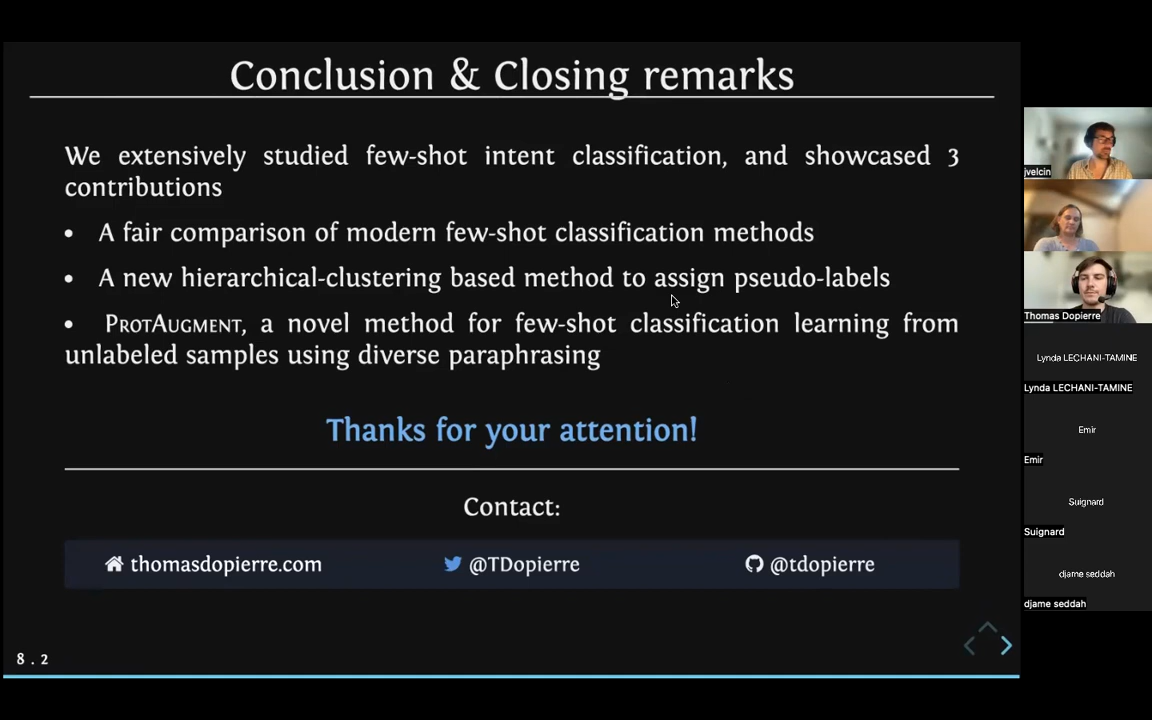 Conclusion & Closing remarks
We extensively studied few-shot intent classification, and showcased 3
contributions
• A fair comparison of modern few-shot classification methods
• A new hierarchical-clustering based method to assign pseudo-labels
• PROTAUGMENT, a novel method for few-shot classification learning from
unlabeled samples using diverse paraphrasing
Thanks for your attention!
Contact:
thomasdopierre.com @TDopierre @tdopierre
8 . 2
jvelcin
Thomas Dopierre
Lynda LECHANI-TAMINE
Lynda LECHANI-TAMINE
Emir
Emir
Suignard
Suignard
djame seddah
djame seddah